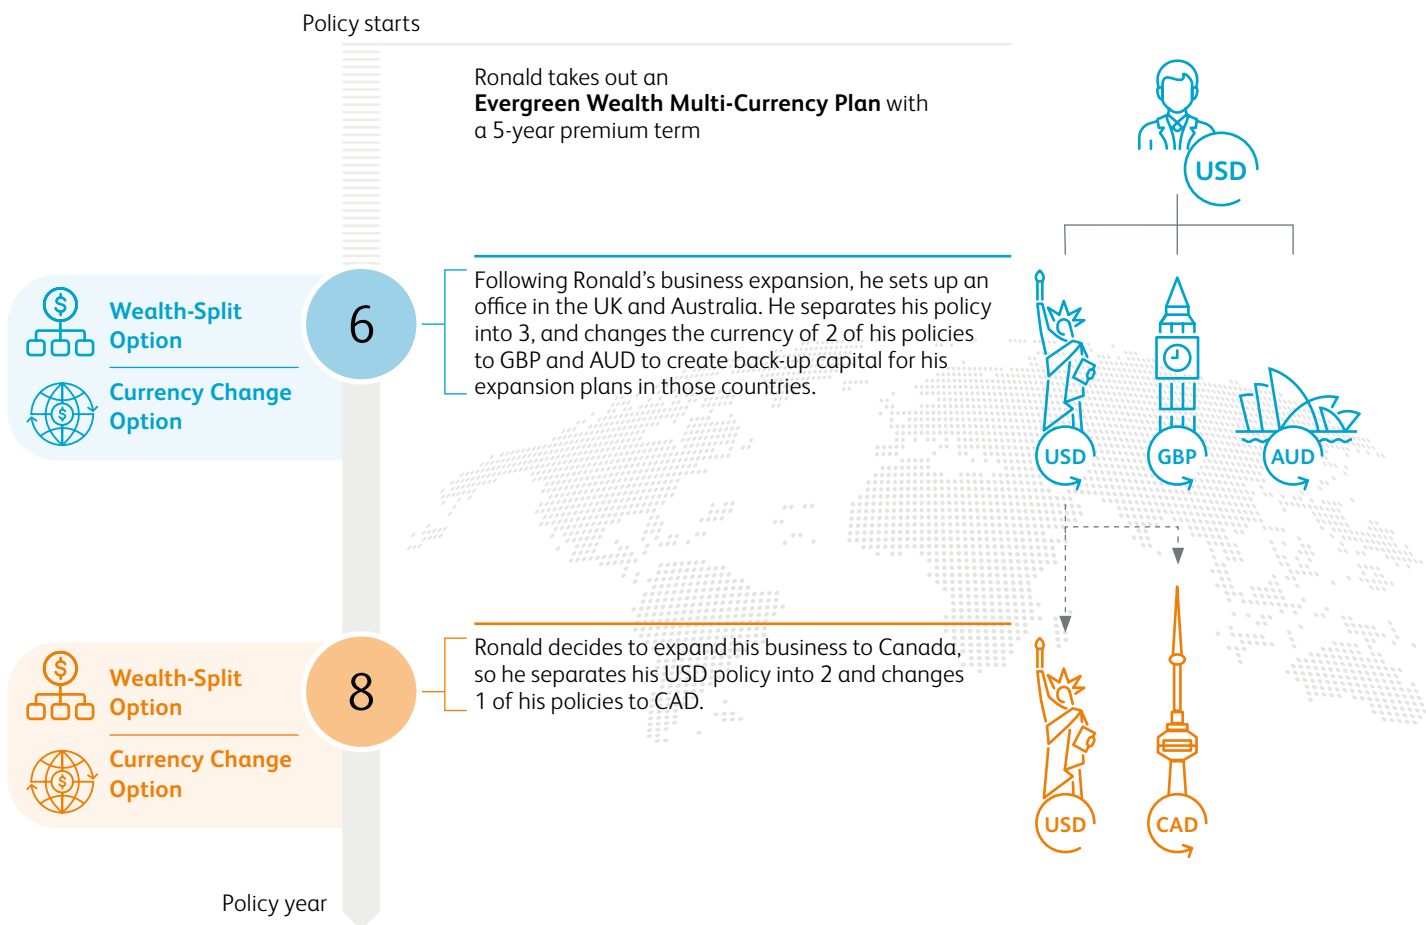 Policy starts
Ronald takes out an
Evergreen Wealth Multi-Currency Plan with
a 5-year premium term
USD
Wealth-Split
Option
Currency Change
Option
6
Following Ronald’s business expansion, he sets up an
office in the UK and Australia. He separates his policy
into 3, and changes the currency of 2 of his policies
to GBP and AUD to create back-up capital for his
expansion plans in those countries.
USD
GBP
AUD
Wealth-Split
Option
Currency Change
Option
8
Ronald decides to expand his business to Canada,
so he separates his USD policy into 2 and changes
1 of his policies to CAD.
USD
CAD
Policy year